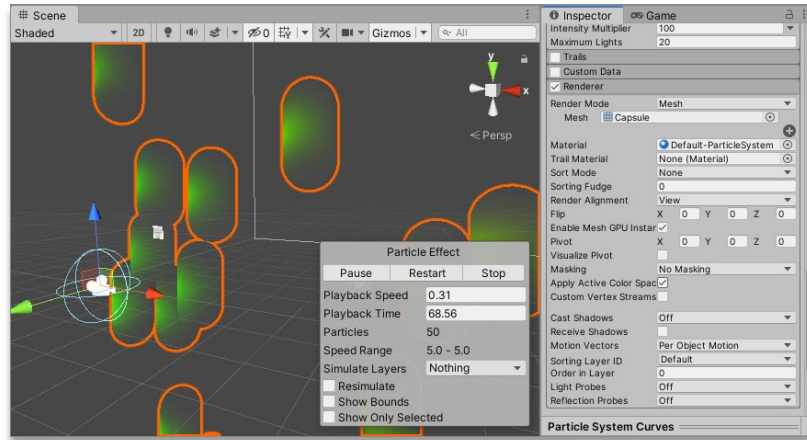 Scene
Shaded 2D 0 Gizmos All
y
x
Persp
Particle Effect
Pause Restart Stop
Playback Speed 0.31
Playback Time 68.56
Particles 50
Speed Range 5.0 - 5.0
Simulate Layers Nothing
Resimulate
Show Bounds
Show Only Selected
Inspector Game
Intensity Multiplier 100
Maximum Lights 20
Trails
Custom Data
Renderer
Render Mode Mesh
Mesh Capsule
Material Default-ParticleSystem
Trail Material None (Material)
Sort Mode None
Sorting Fudge 0
Render Alignment View
Flip X 0 Y 0 Z 0
Enable Mesh GPU Instar
Pivot X 0 Y 0 Z 0
Visualize Pivot
Masking No Masking
Apply Active Color Spac
Custom Vertex Streams
Cast Shadows Off
Receive Shadows
Motion Vectors Per Object Motion
Sorting Layer ID Default
Order in Layer 0
Light Probes Off
Reflection Probes Off
Particle System Curves